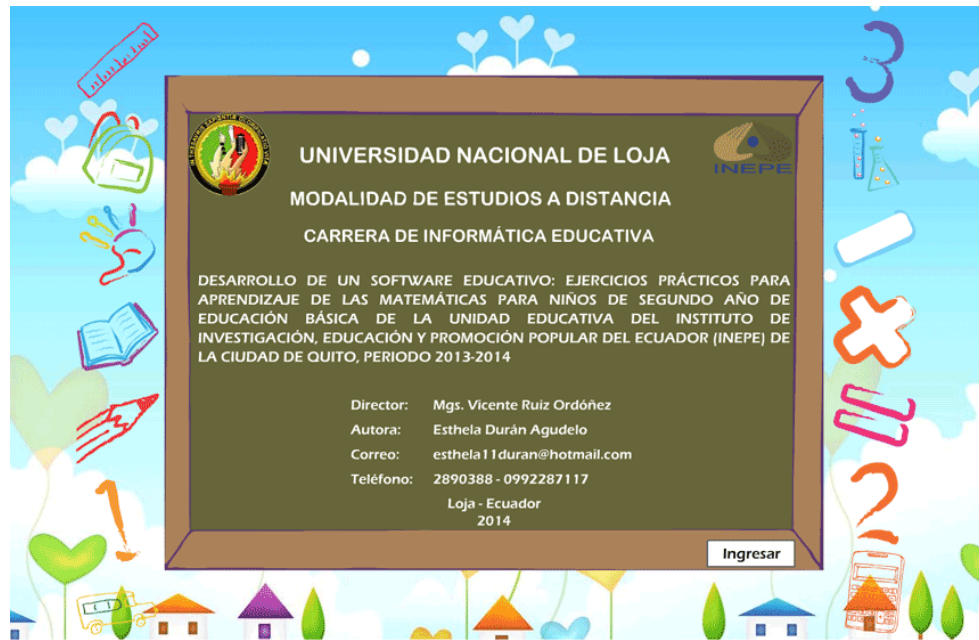 UNIVERSIDAD NACIONAL DE LOJA
INEPE
MODALIDAD DE ESTUDIOS A DISTANCIA
CARRERA DE INFORMÁTICA EDUCATIVA
DESARROLLO DE UN SOFTWARE EDUCATIVO: EJERCICIOS PRÁCTICOS PARA
APRENDIZAJE DE LAS MATEMÁTICAS PARA NIÑOS DE SEGUNDO AÑO DE
EDUCACIÓN BÁSICA DE LA UNIDAD EDUCATIVA DEL INSTITUTO DE
INVESTIGACIÓN, EDUCACIÓN Y PROMOCIÓN POPULAR DEL ECUADOR (INEPE) DE
LA CIUDAD DE QUITO, PERIODO 2013-2014
Director: Mgs. Vicente Ruiz Ordóñez
Autora: Esthela Durán Agudelo
Correo: esthela11duran@hotmail.com
Teléfono: 2890388 - 0992287117
Loja - Ecuador
2014
Ingresar
3
1
2